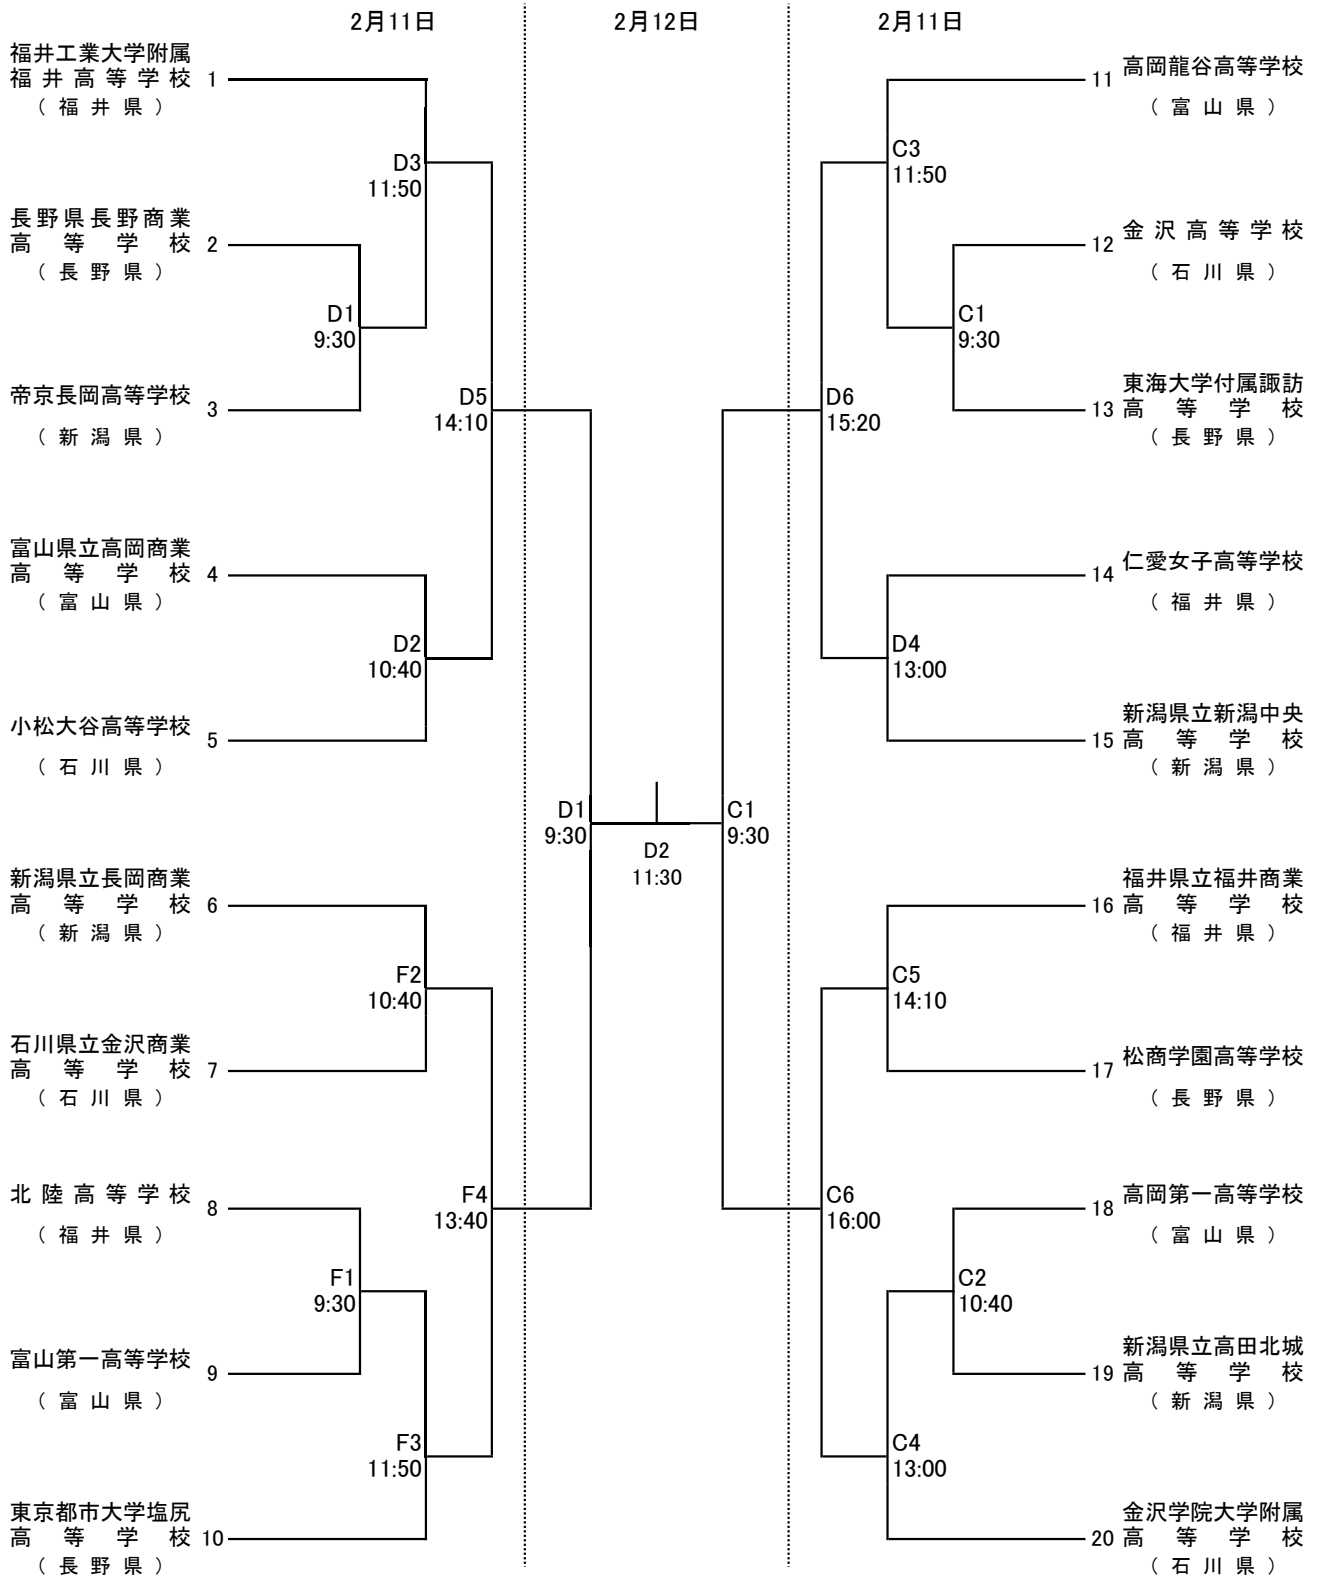 2月11日
2月12日
2月11日
福井工業大学附属
福井高等学校 1
(福井県)
D3
11:50
長野県長野商業
高等学校 2
(長野県)
D1
9:30
帝京長岡高等学校 3
(新潟県)
D5
14:10
富山県立高岡商業
高等学校 4
(富山県)
D2
10:40
小松大谷高等学校 5
(石川県)
D1
9:30
新潟県立長岡商業
高等学校 6
(新潟県)
F2
10:40
石川県立金沢商業
高等学校 7
(石川県)
北陸高等学校 8
(福井県)
F4
13:40
F1
9:30
富山第一高等学校 9
(富山県)
F3
11:50
東京都市大学塩尻
高等学校 10
(長野県)
D2
11:30
11 高岡龍谷高等学校
(富山県)
C3
11:50
12 金沢高等学校
(石川県)
C1
9:30
東海大学付属諏訪
13 高等学校
(長野県)
D6
15:20
14 仁愛女子高等学校
(福井県)
D4
13:00
新潟県立新潟中央
15 高等学校
(新潟県)
C1
9:30
福井県立福井商業
16 高等学校
(福井県)
C5
14:10
17 松商学園高等学校
(長野県)
C6
16:00
18 高岡第一高等学校
(富山県)
C2
10:40
新潟県立高田北城
19 高等学校
(新潟県)
C4
13:00
金沢学院大学附属
20 高等学校
(石川県)